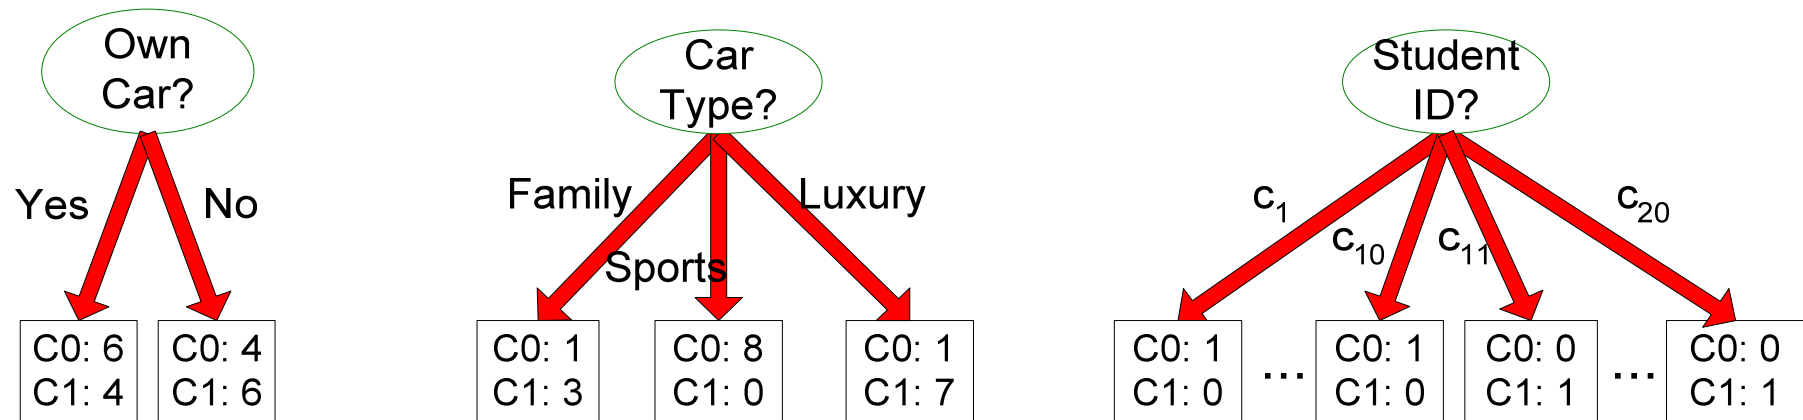 Own
Car?
Yes
No
C0: 6
C1: 4
C0: 4
C1: 6
Car
Type?
Family
Sports
Luxury
C0: 1
C1: 3
C0: 8
C1: 0
C0: 1
C1: 7
Student
ID?
c1
c10
c11
c20
C0: 1
C1: 0
...
C0: 1
C1: 0
C0: 0
C1: 1
...
C0: 0
C1: 1